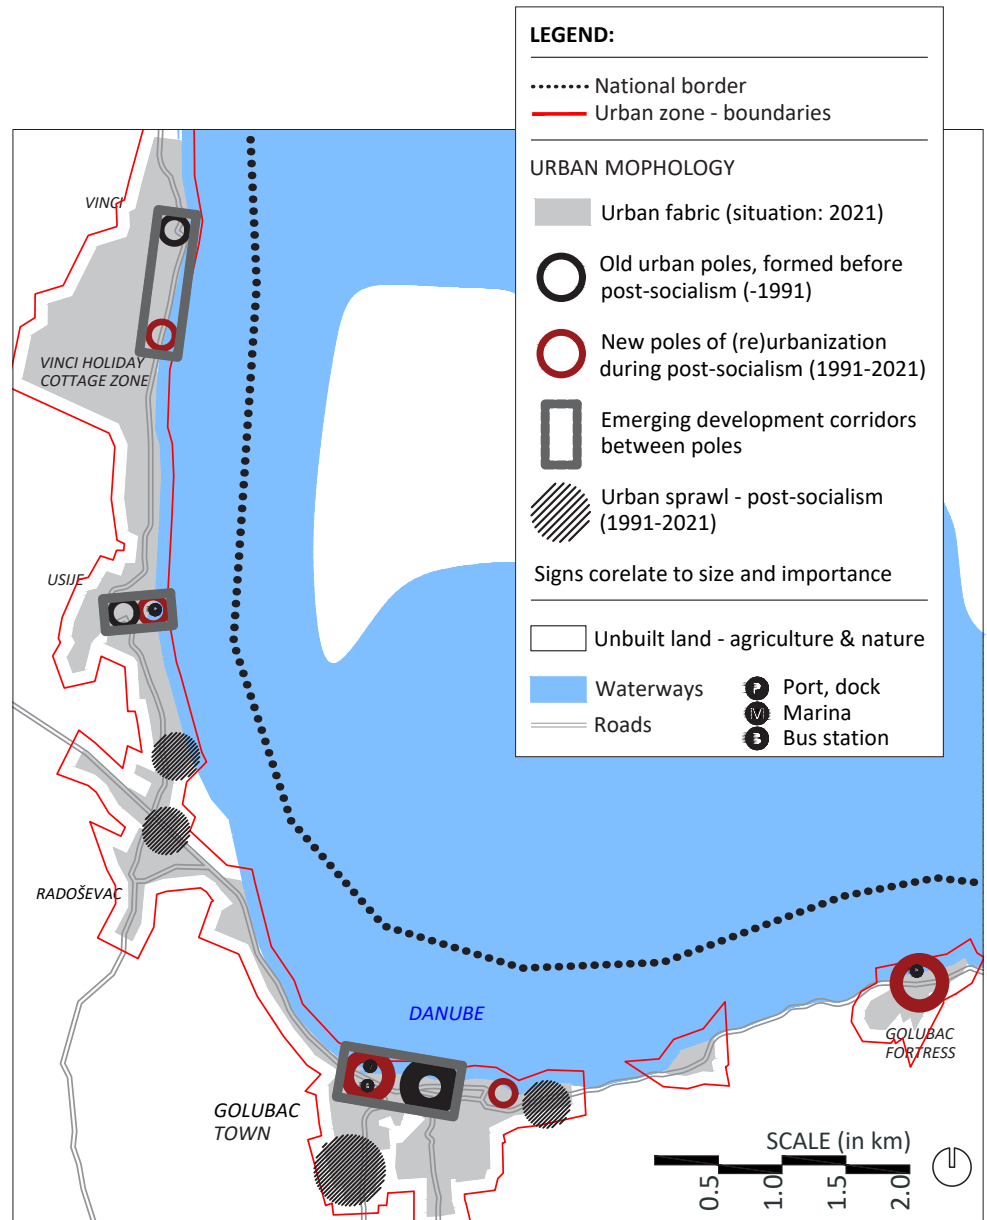 LEGEND:
National border
Urban zone - boundaries
URBAN MOPHOLOGY
Urban fabric (situation: 2021)
Old urban poles, formed before
post-socialism (-1991)
New poles of (re)urbanization
during post-socialism (1991-2021)
Emerging development corridors
between poles
Urban sprawl - post-socialism
(1991-2021)
Signs corelate to size and importance
Unbuilt land - agriculture & nature
Waterways
Roads
P Port, dock
M Marina
B Bus station
VINCI
VINCI HOLIDAY
COTTAGE ZONE
USIJE
RADOŠEVAC
DANUBE
GOLUBAC
FORTRESS
GOLUBAC
TOWN
SCALE (in km)
0.5
1.0
1.5
2.0